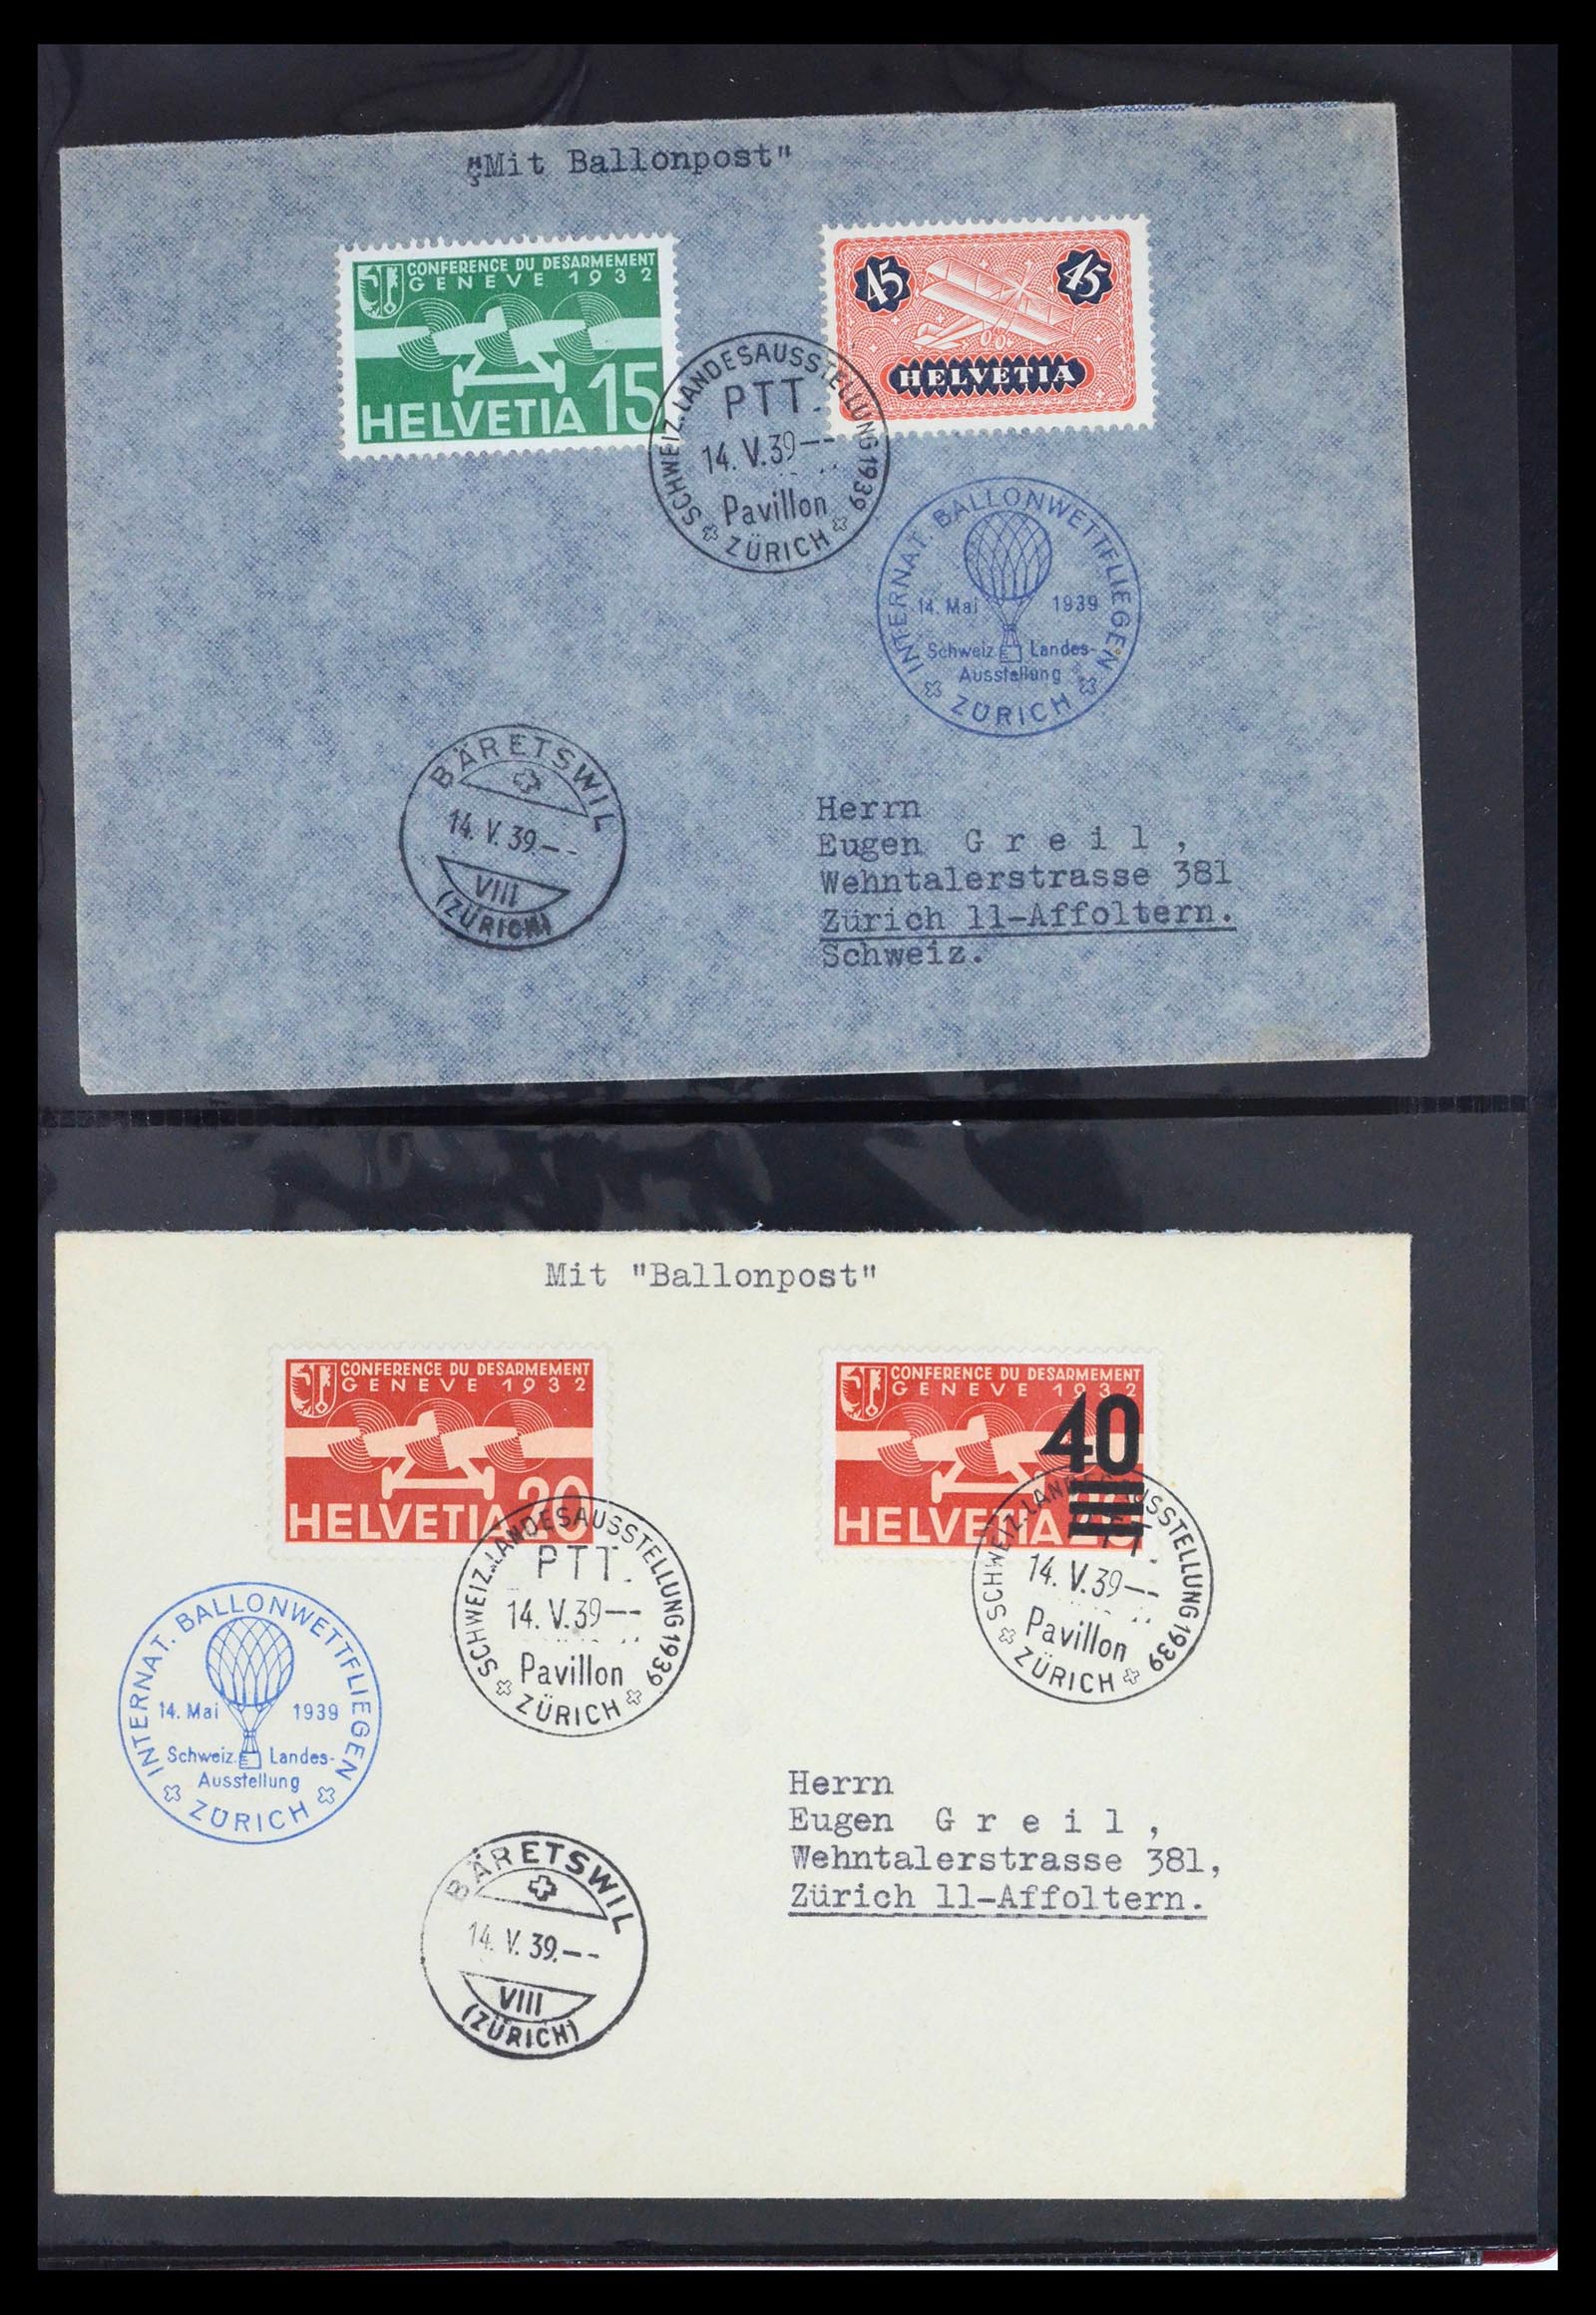 "Mit Ballonpost"
CONFERENCE DU DESARMEMENT
GENEVE 1932
HELVETIA 15
45 45
HELVETIA
SCHWEIZ. LANDESAUSSTELLUNG 1939
PTT.
14. V. 39--
Pavillon
ZÜRICH
INTERNAT. BALLONWETTFLIEGEN
14. Mai 1939
Schweiz. Landes-
Ausstellung
ZÜRICH
BÄRETSWIL
14. V. 39.--
VIII
(ZÜRICH)
Herrn
Eugen Greil,
Wehntalerstrasse 381
Zürich 11-Affoltern.
Schweiz.
Mit "Ballonpost"
CONFERENCE DU DESARMEMENT
GENEVE 1932
HELVETIA 20
CONFERENCE DU DESARMEMENT
GENEVE 1932
40
HELVETIA 20
SCHWEIZ. LANDESAUSSTELLUNG 1939
PTT.
14. V. 39--
Pavillon
ZÜRICH
SCHWEIZ. LANDESAUSSTELLUNG 1939
PTT.
14. V. 39--
Pavillon
ZÜRICH
INTERNAT. BALLONWETTFLIEGEN
14. Mai 1939
Schweiz. Landes-
Ausstellung
ZÜRICH
Herrn
Eugen Greil,
Wehntalerstrasse 381,
Zürich 11-Affoltern.
BÄRETSWIL
14. V. 39.--
VIII
(ZÜRICH)